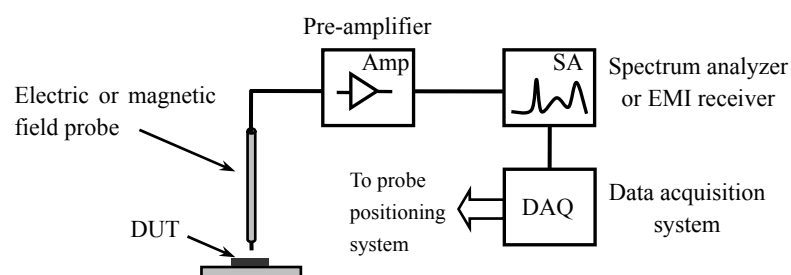 Pre-amplifier
Amp
SA
Spectrum analyzer
or EMI receiver
Electric or magnetic
field probe
To probe
positioning
system
DAQ
Data acquisition
system
DUT